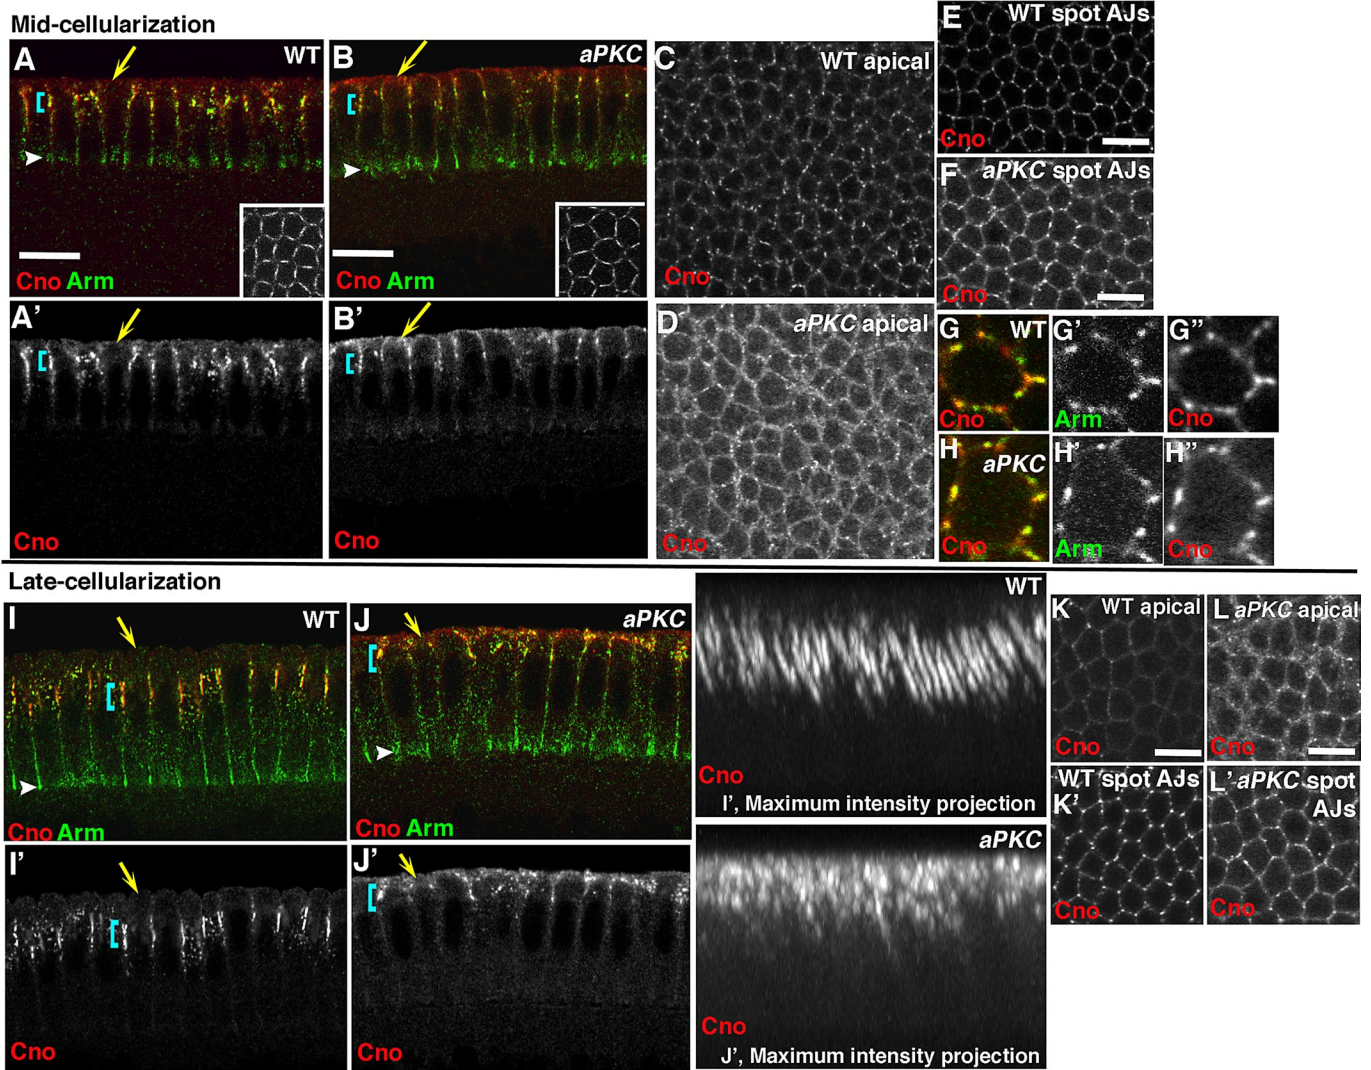 Mid-cellularization
A WT
Cno Arm
B aPKC
Cno Arm
C WT apical
Cno
E WT spot AJs
Cno
F aPKC spot AJs
Cno
A’
Cno
B’
Cno
D aPKC apical
Cno
G WT
Cno
G’
Arm
G”
Cno
H aPKC
Cno
H’
Arm
H”
Cno
Late-cellularization
I WT
Cno Arm
J aPKC
Cno Arm
WT
Cno
I’, Maximum intensity projection
K WT apical
Cno
L aPKC apical
Cno
I’
Cno
J’
Cno
aPKC
Cno
J’, Maximum intensity projection
WT spot AJs
K’
Cno
L’ aPKC spot
AJs
Cno